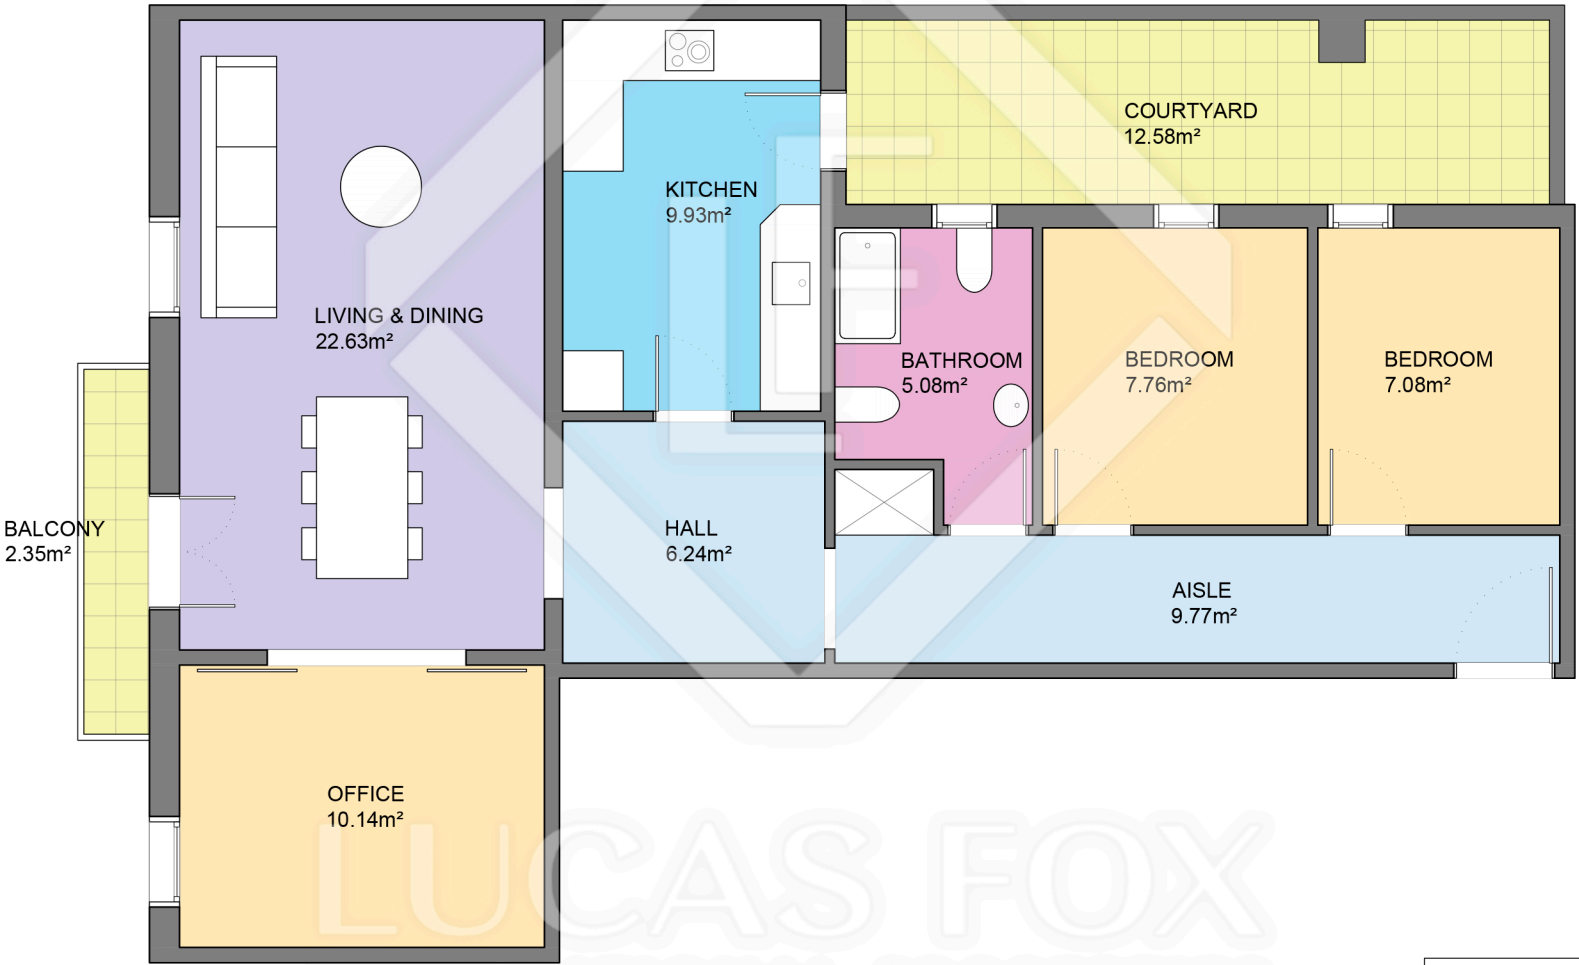 COURTYARD
12.58m²
KITCHEN
9.93m²
LIVING & DINING
22.63m²
BATHROOM
5.08m²
BEDROOM
7.76m²
BEDROOM
7.08m²
BALCONY
2.35m²
HALL
6.24m²
AISLE
9.77m²
OFFICE
10.14m²
LUCAS FOX